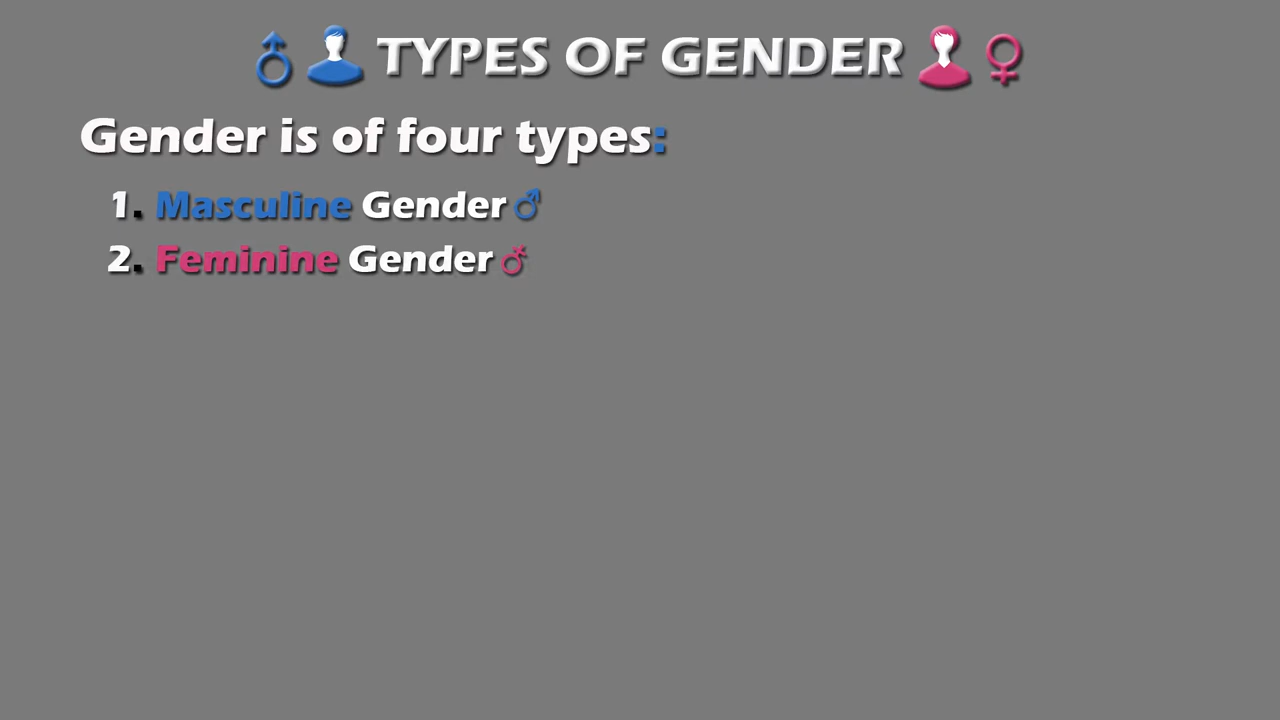 TYPES OF GENDER
Gender is of four types:
1. Masculine Gender
2. Feminine Gender